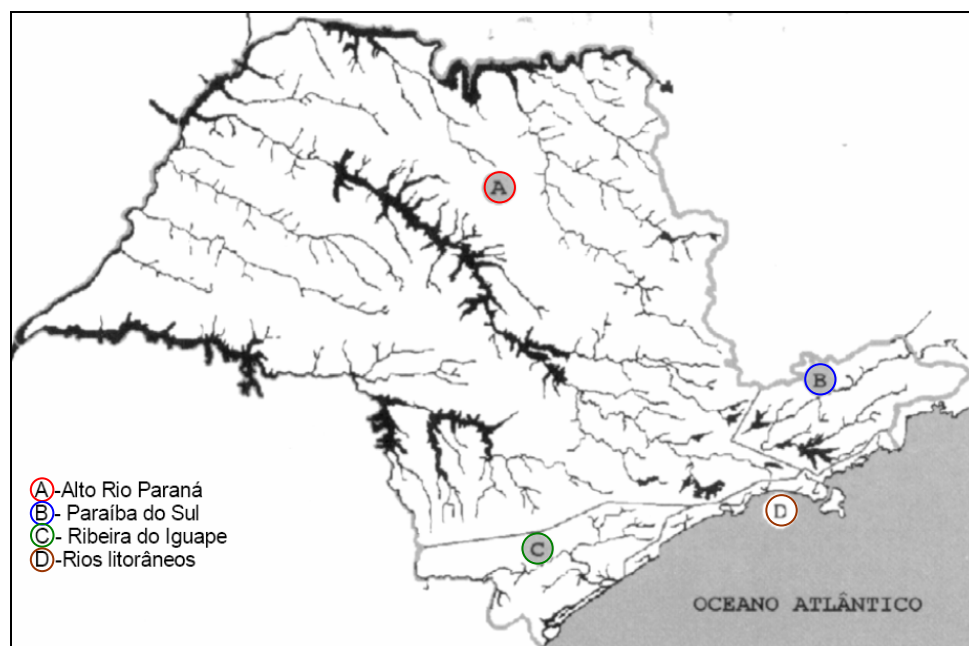 A
B
A-Alto Rio Paraná
B- Paraíba do Sul
C- Ribeira do Iguape
D-Rios litorâneos
D
C
OCEANO ATLÂNTICO